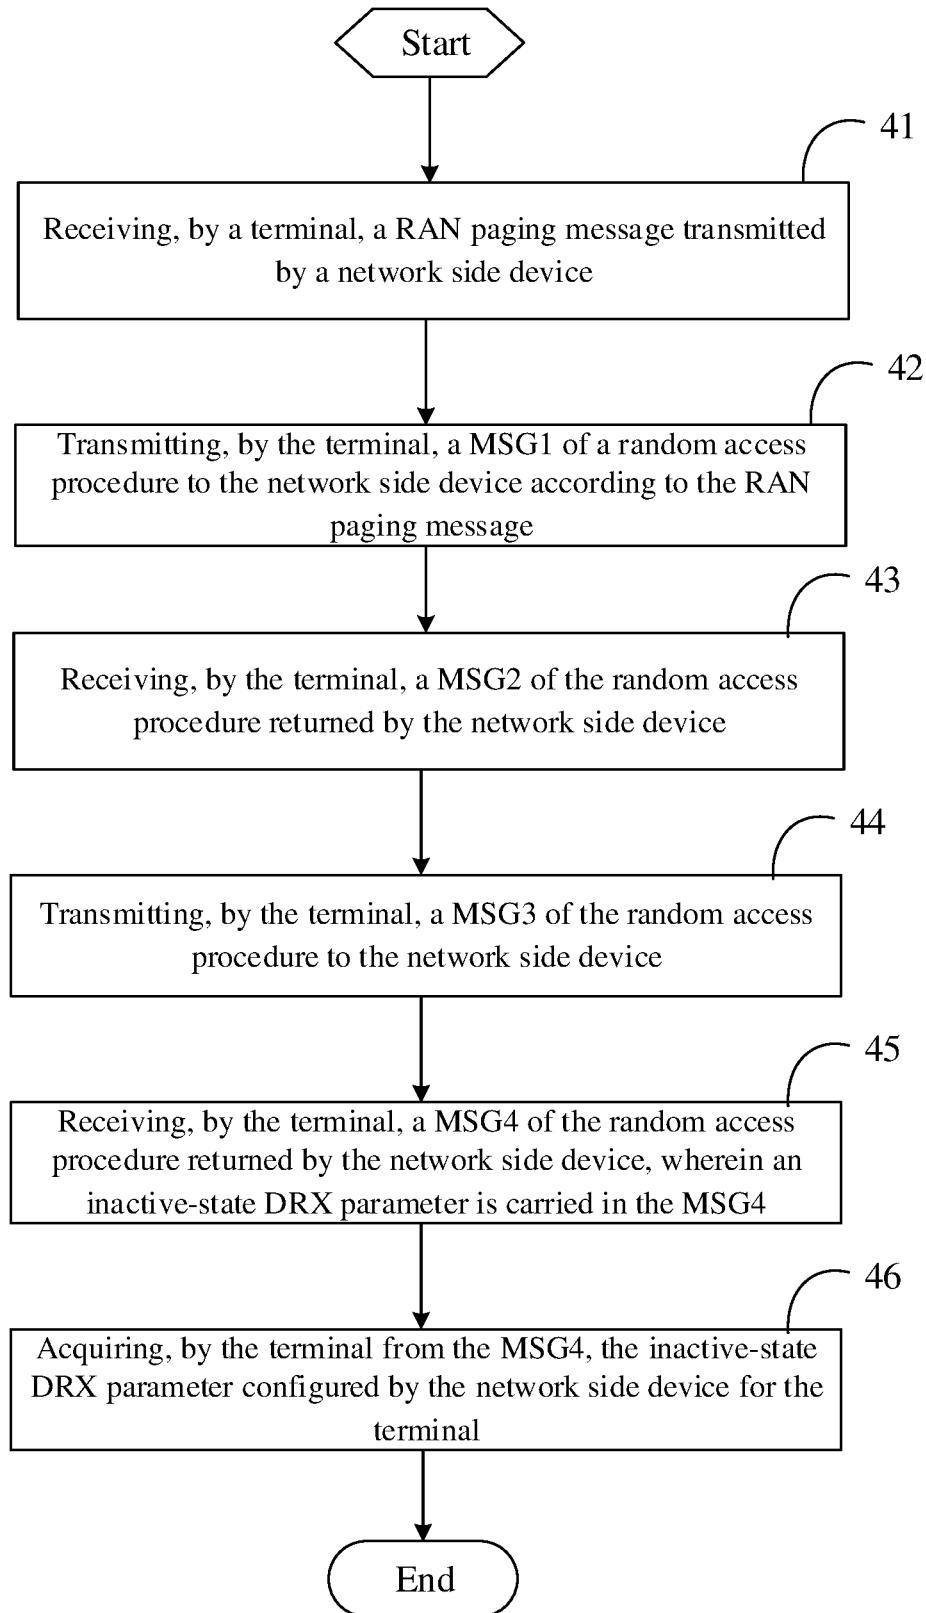 Start
41
Receiving, by a terminal, a RAN paging message transmitted
by a network side device
42
Transmitting, by the terminal, a MSG1 of a random access
procedure to the network side device according to the RAN
paging message
43
Receiving, by the terminal, a MSG2 of the random access
procedure returned by the network side device
44
Transmitting, by the terminal, a MSG3 of the random access
procedure to the network side device
45
Receiving, by the terminal, a MSG4 of the random access
procedure returned by the network side device, wherein an
inactive-state DRX parameter is carried in the MSG4
46
Acquiring, by the terminal from the MSG4, the inactive-state
DRX parameter configured by the network side device for the
terminal
End